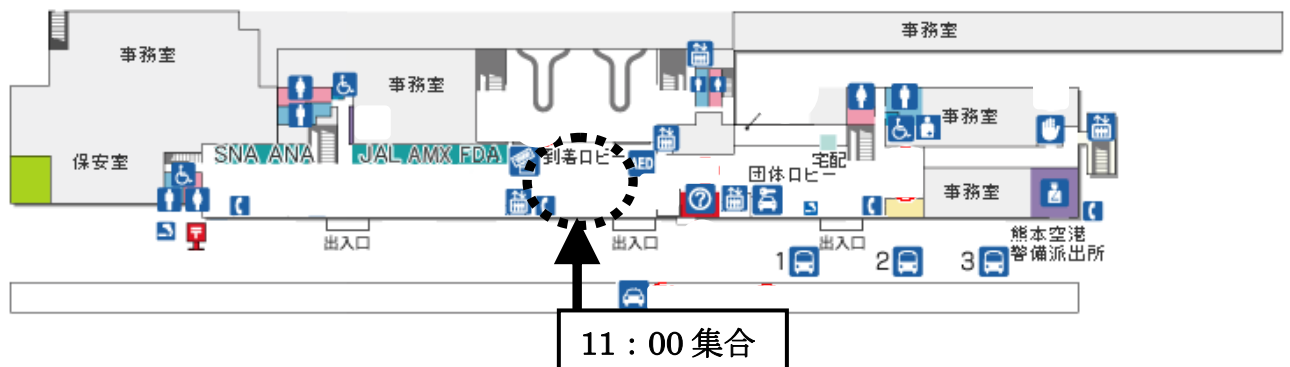 事務室
事務室
事務室
事務室
保安室
SNA ANA
JAL AMX FDA
到着ロビー
AED
宅配
団体ロビー
事務室
?
〒
出入口
出入口
出入口
1
2
3
熊本空港
警備派出所
11：00 集合